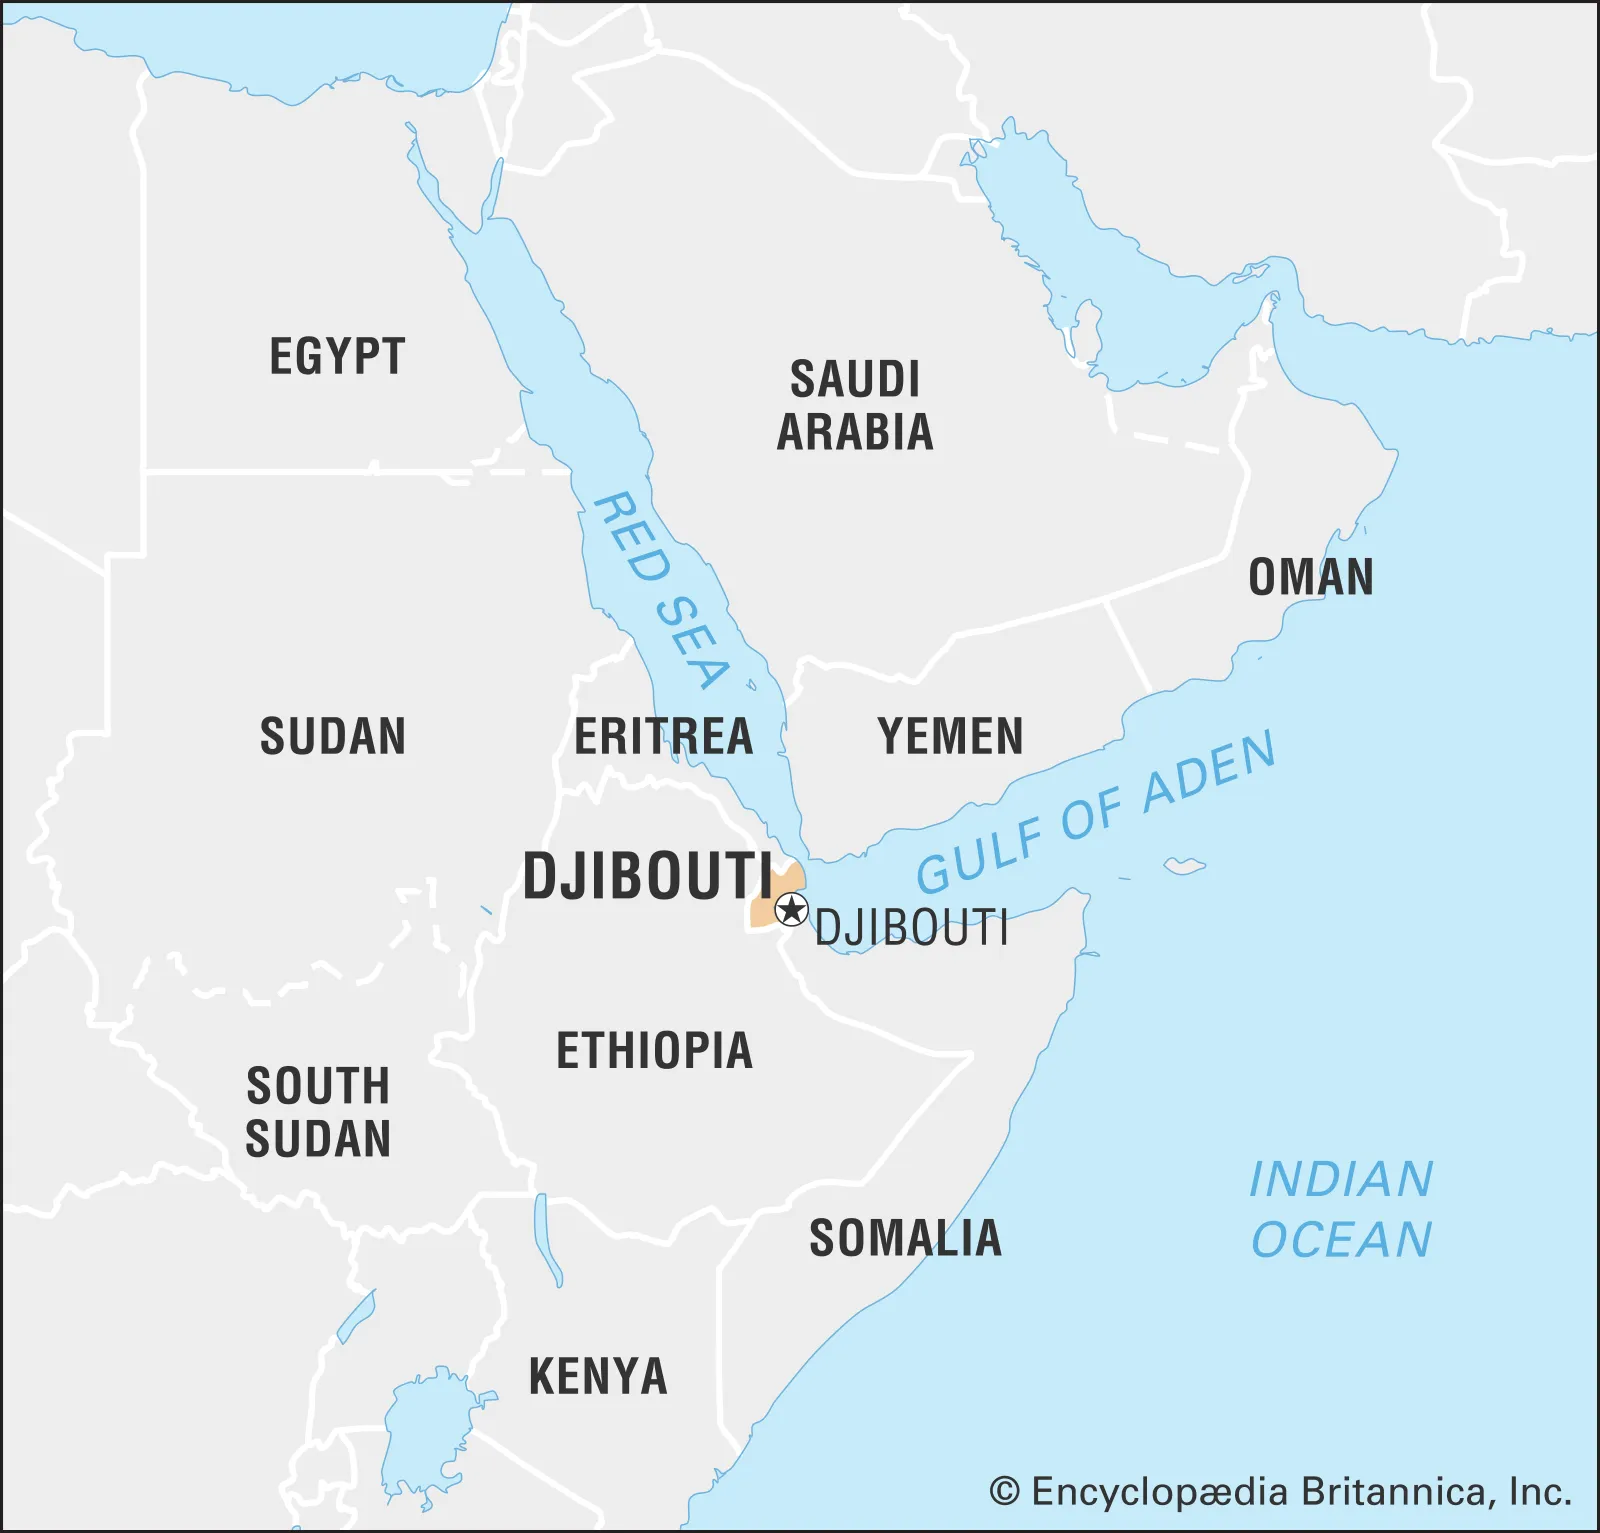 EGYPT
SAUDI
ARABIA
RED SEA
OMAN
SUDAN
ERITREA
YEMEN
GULF OF ADEN
DJIBOUTI
DJIBOUTI
ETHIOPIA
SOUTH
SUDAN
INDIAN
OCEAN
SOMALIA
KENYA
© Encyclopædia Britannica, Inc.